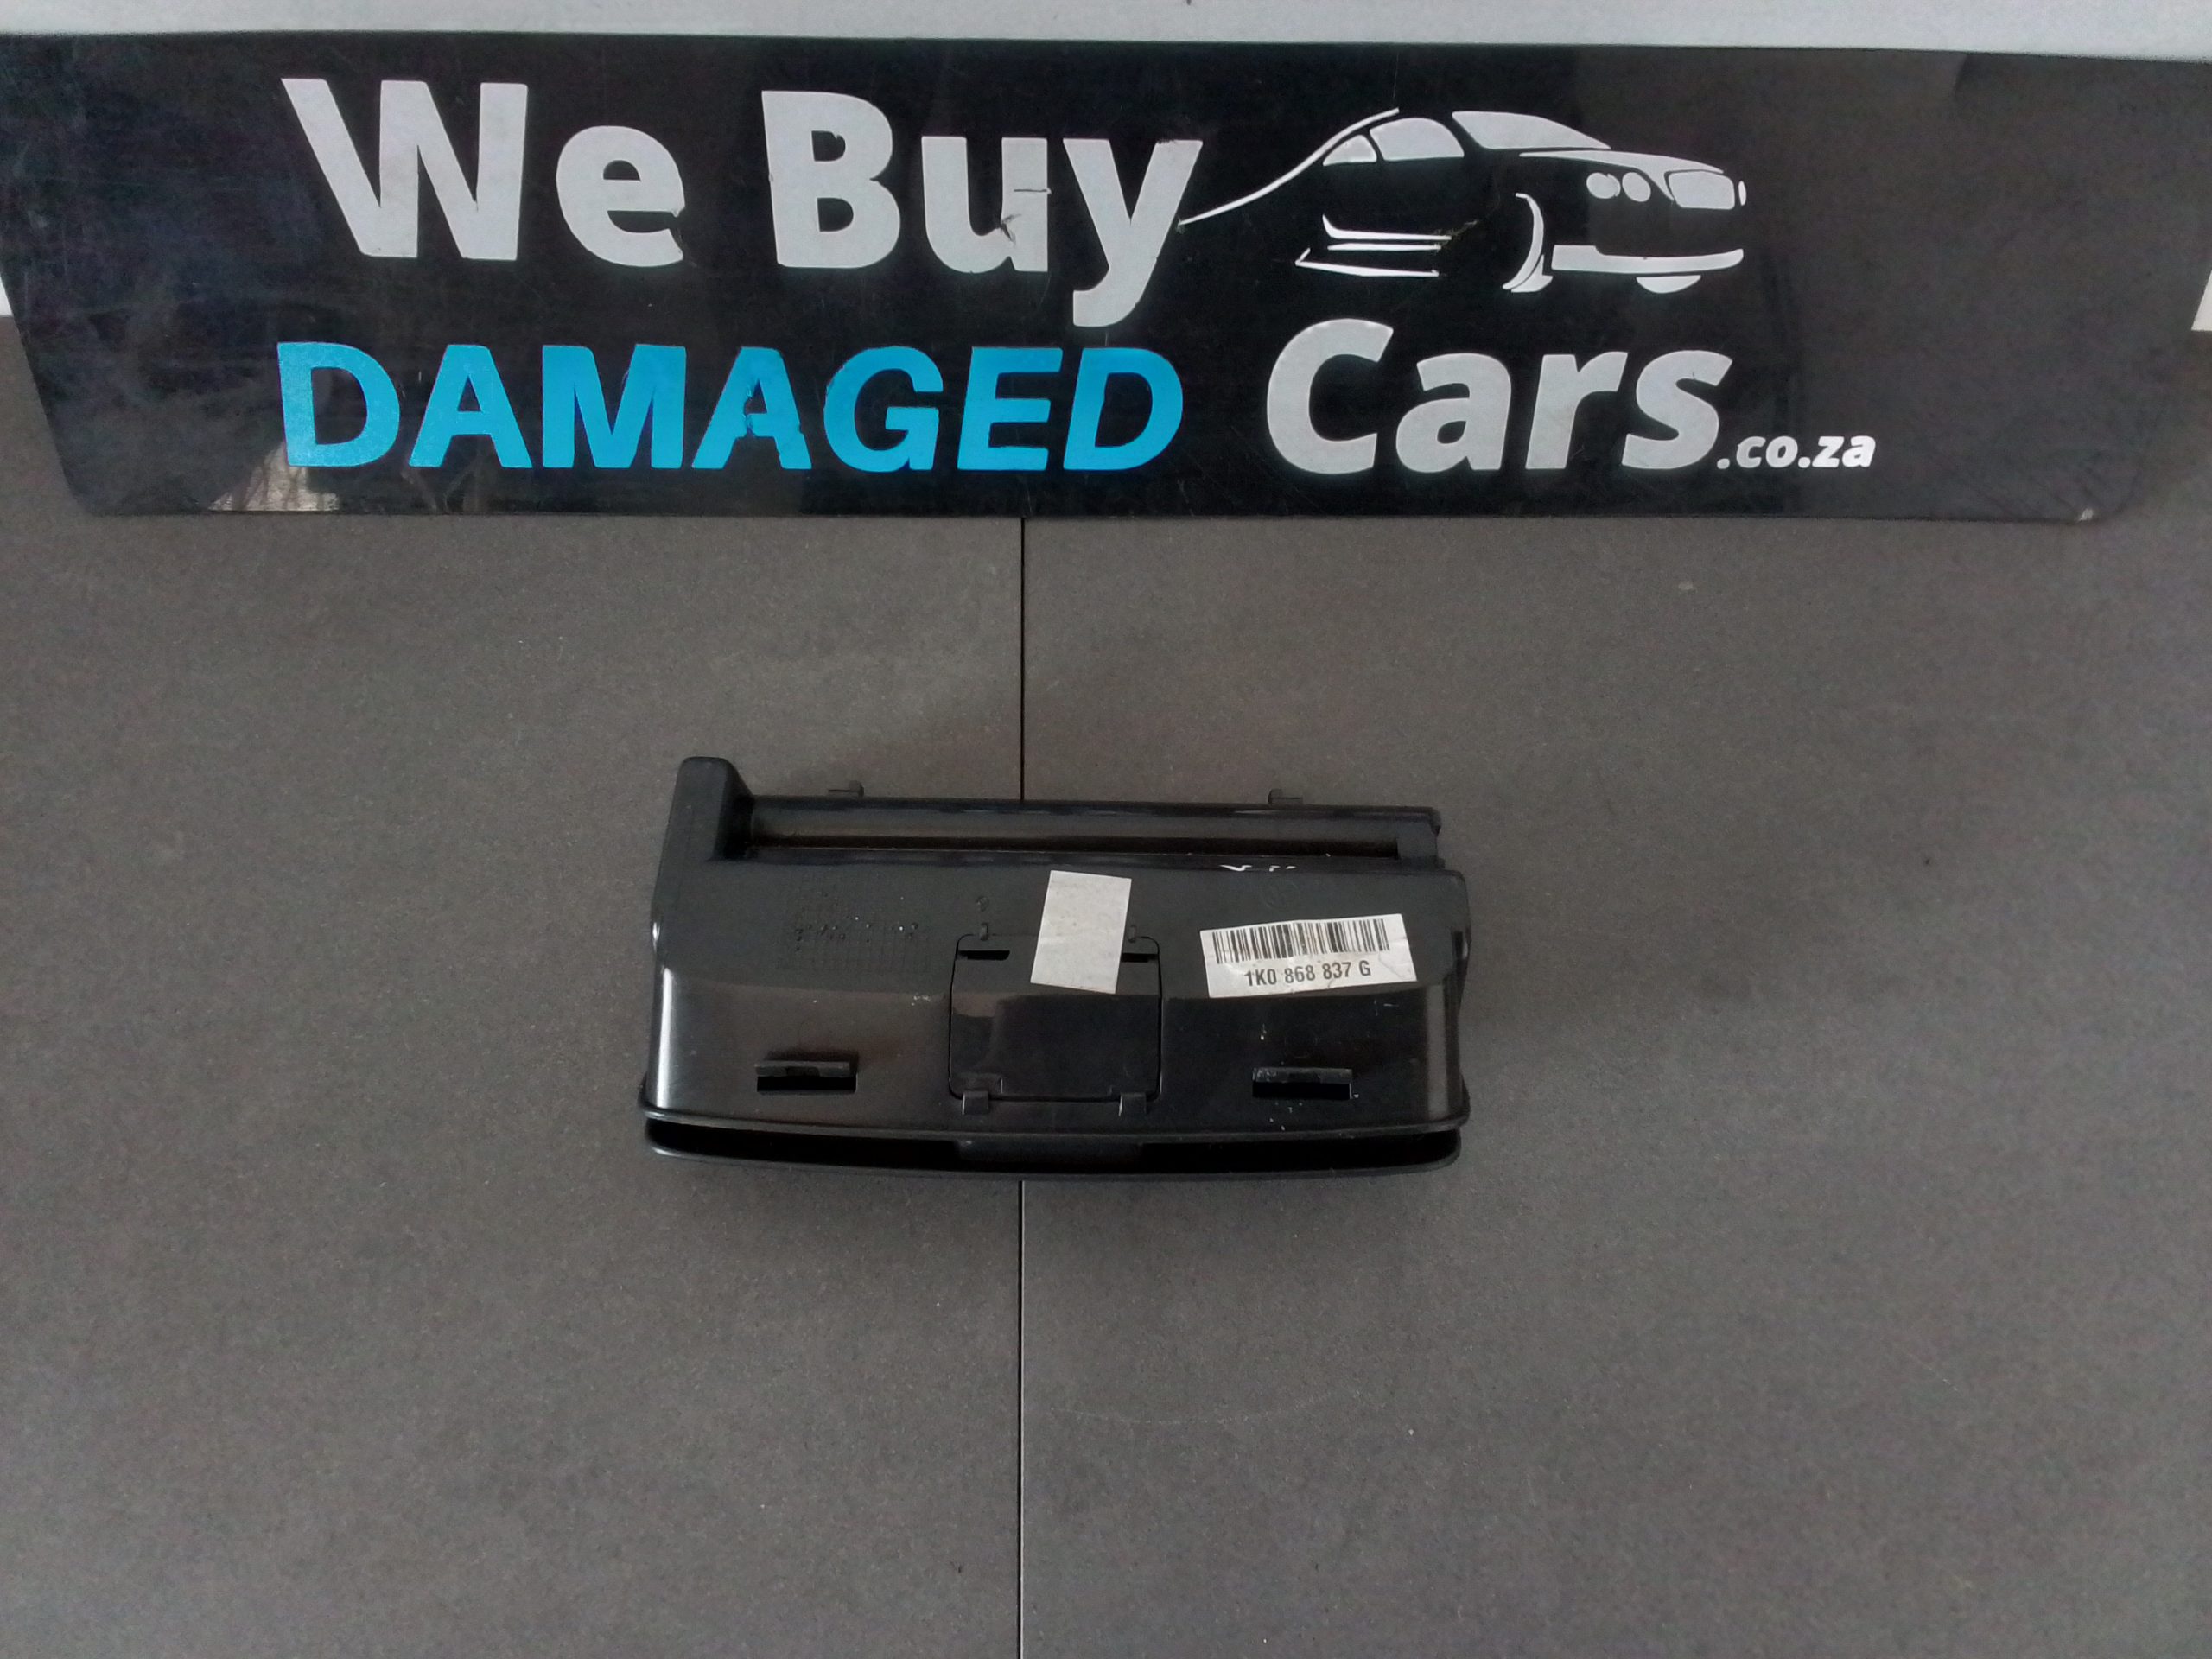 We Buy
DAMAGED Cars.co.za
1K0 868 837 G